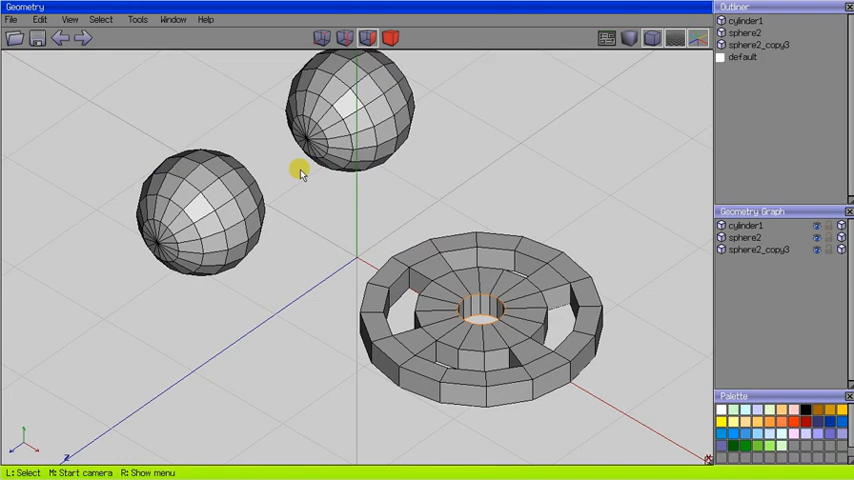 Geometry
File Edit View Select Tools Window Help
Outliner
cylinder1
sphere2
sphere2_copy3
default
Geometry Graph
cylinder1
sphere2
sphere2_copy3
Palette
Z
X
L: Select M: Start camera R: Show menu